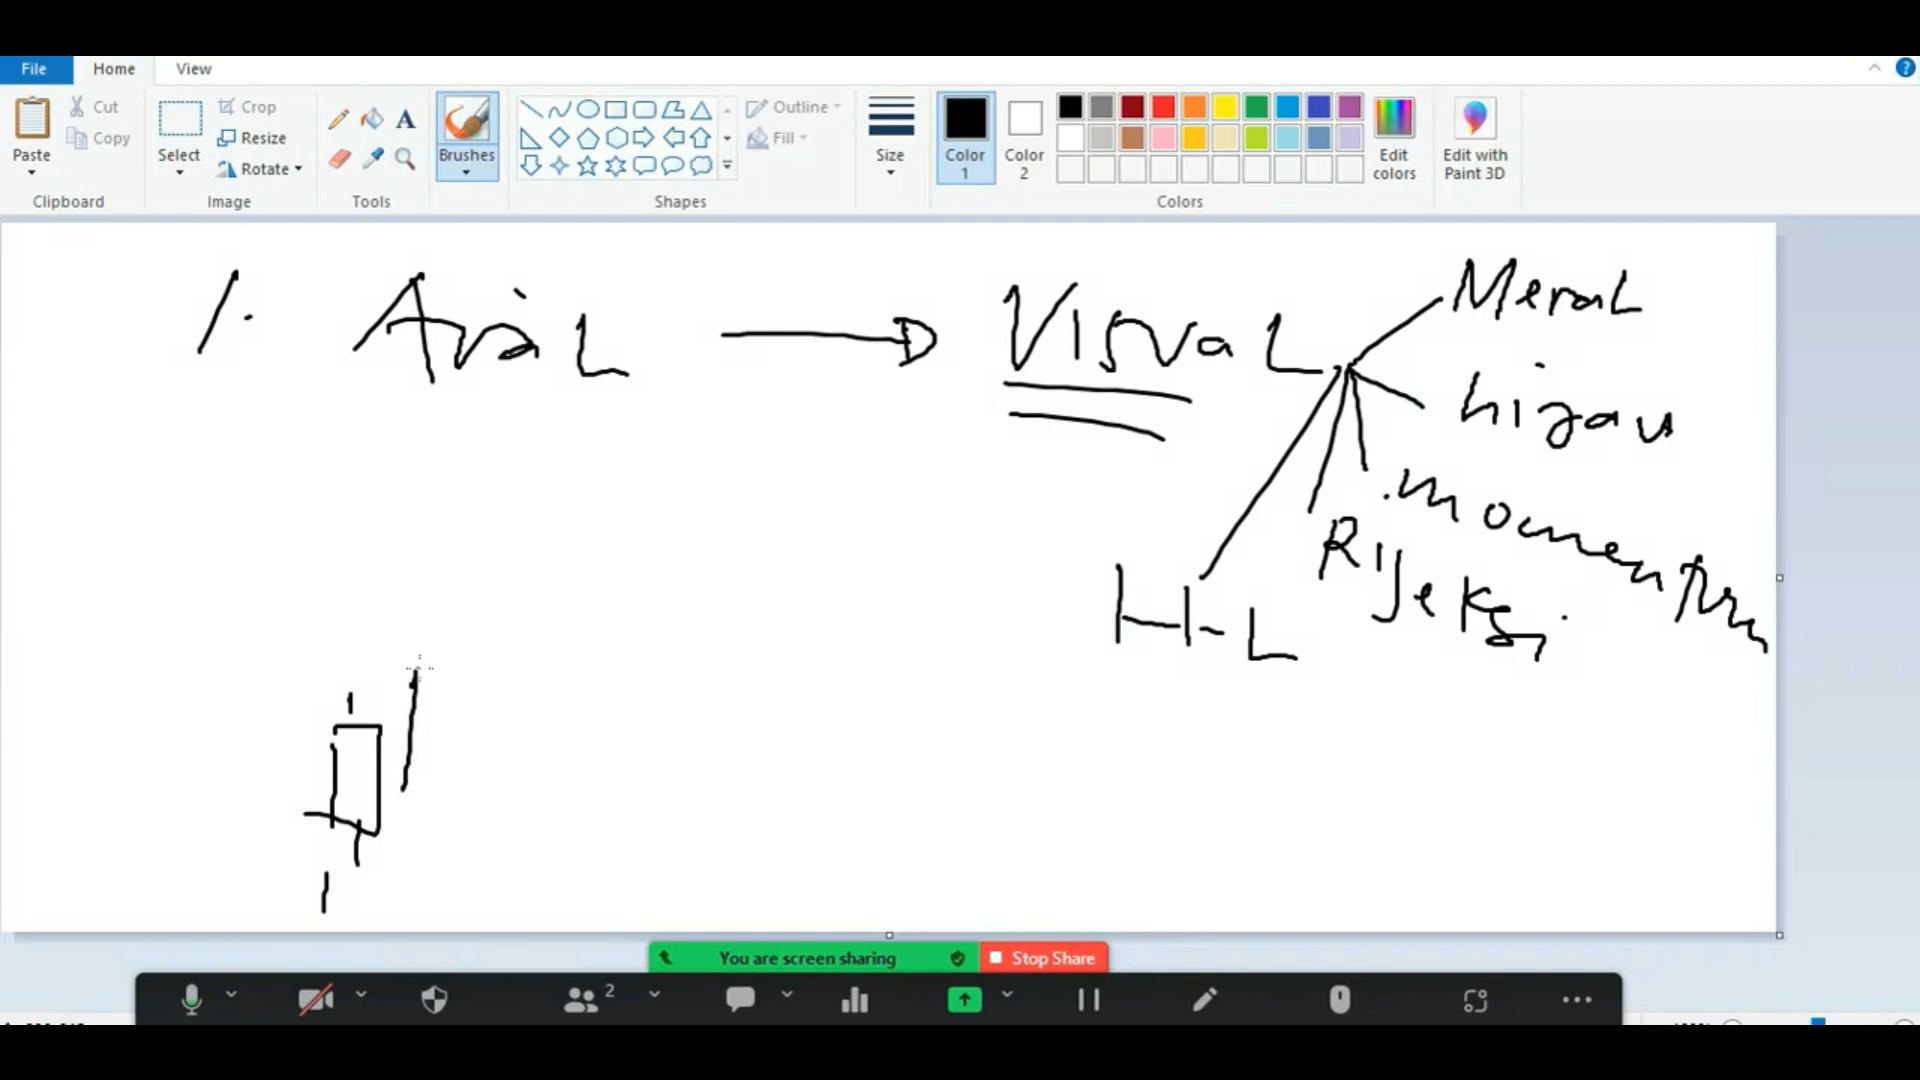 File Home View
Cut
Copy
Paste
Clipboard
Select
Crop
Resize
Rotate
Image
Tools
Brushes
Shapes
Outline
Fill
Size
Color 1
Color 2
Colors
Edit colors
Edit with Paint 3D
1. VisuaL
MeraL
hijau
momentum
Rijeksi
H-L
You are screen sharing
Stop Share
2